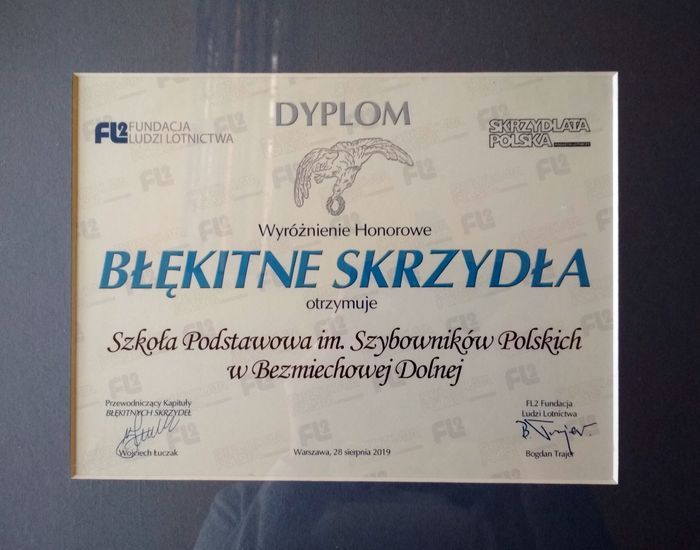 DYPLOM
FL2 FUNDACJA
LUDZI LOTNICTWA
SKRZYDLATA
POLSKA
Wyróżnienie Honorowe
BŁĘKITNE SKRZYDŁA
otrzymuje
Szkoła Podstawowa im. Szybowników Polskich
w Bezmiechowej Dolnej
Przewodniczący Kapituły
BŁĘKITNYCH SKRZYDEŁ
Wojciech Łuczak
Warszawa, 28 sierpnia 2019
FL2 Fundacja
Ludzi Lotnictwa
B Trajer
Bogdan Trajer